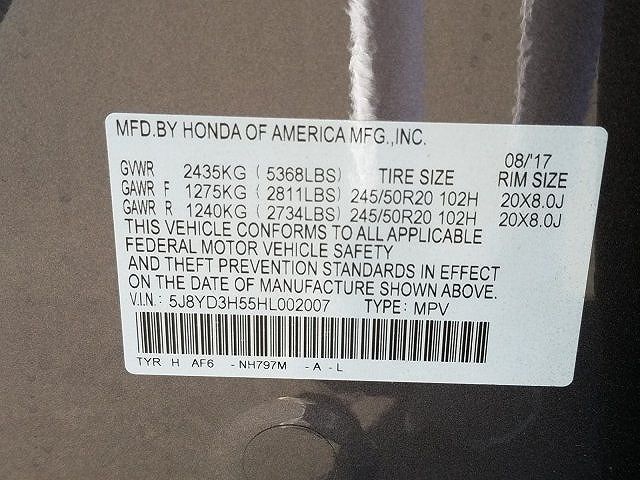 MFD.BY HONDA OF AMERICA MFG.,INC.
08/'17
GVWR 2435KG ( 5368LBS) TIRE SIZE RIM SIZE
GAWR F 1275KG ( 2811LBS) 245/50R20 102H 20X8.0J
GAWR R 1240KG ( 2734LBS) 245/50R20 102H 20X8.0J
THIS VEHICLE CONFORMS TO ALL APPLICABLE
FEDERAL MOTOR VEHICLE SAFETY
AND THEFT PREVENTION STANDARDS IN EFFECT
ON THE DATE OF MANUFACTURE SHOWN ABOVE.
V.I.N.: 5J8YD3H55HL002007 TYPE: MPV
TYR H AF6 - NH797M - A - L